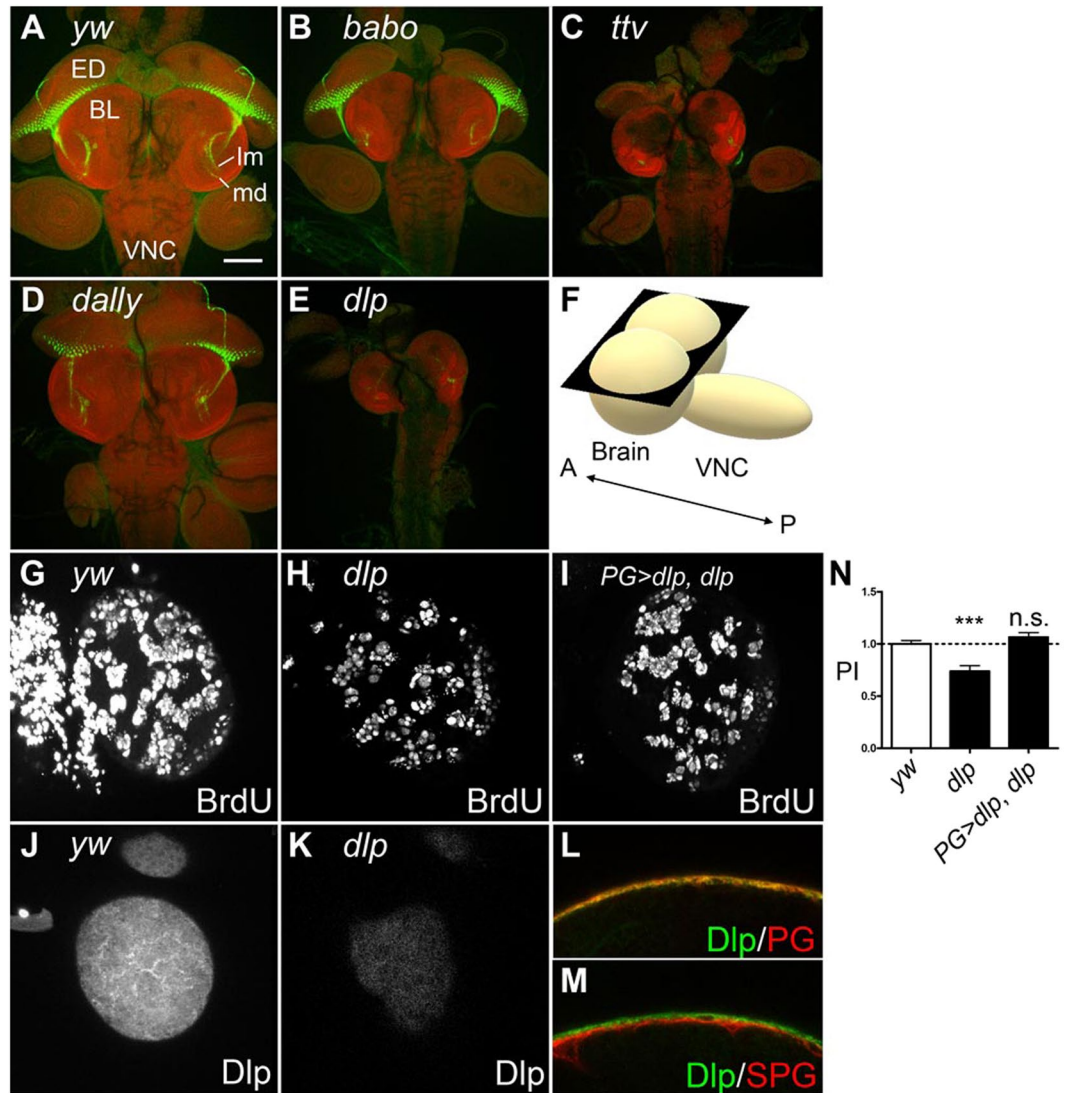 A yw
ED
BL
lm
md
VNC
B babo
C ttv
D dally
E dlp
F
Brain
VNC
A
P
G yw
BrdU
H dlp
BrdU
I PG>dlp, dlp
BrdU
N
***
n.s.
1.5
1.0
0.5
0.0
PI
yw
dlp
PG>dlp, dlp
J yw
Dlp
K dlp
Dlp
L
Dlp/PG
M
Dlp/SPG